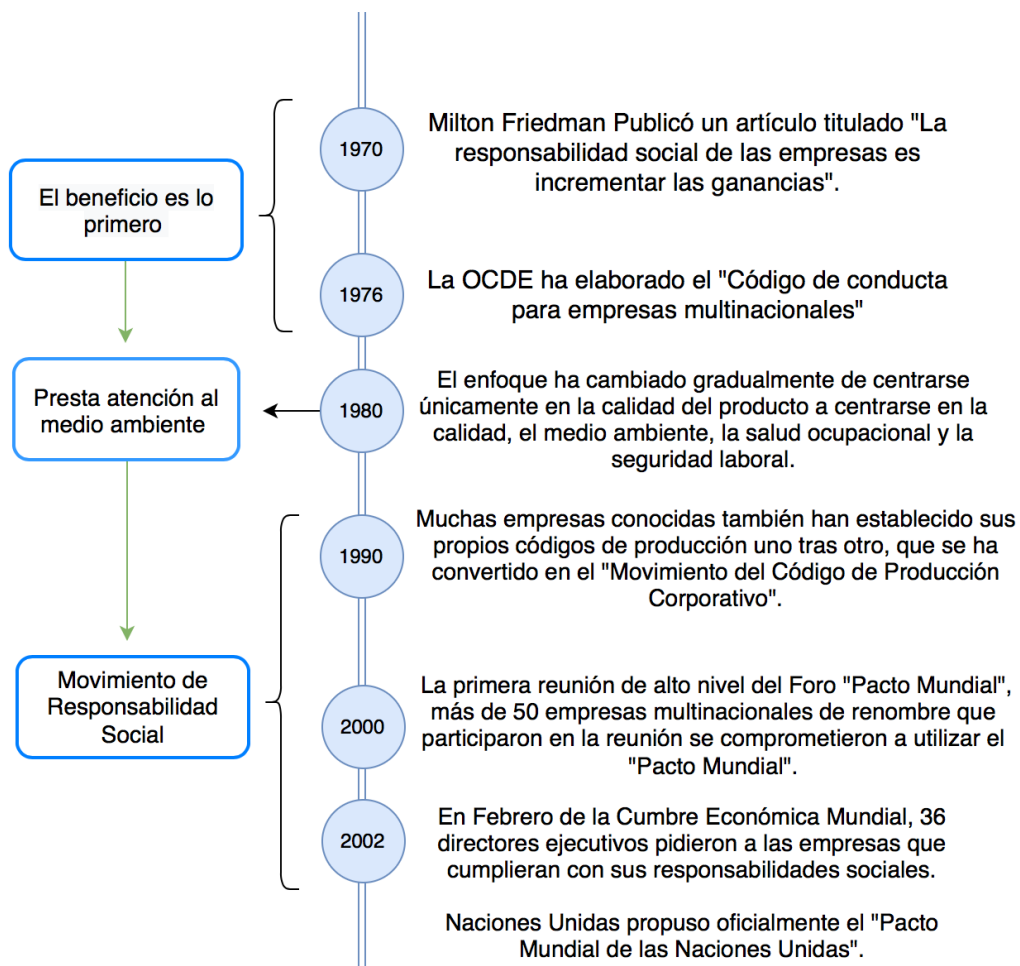 1970
Milton Friedman Publicó un artículo titulado "La
responsabilidad social de las empresas es
incrementar las ganancias".
El beneficio es lo
primero
1976
La OCDE ha elaborado el "Código de conducta
para empresas multinacionales"
Presta atención al
medio ambiente
1980
El enfoque ha cambiado gradualmente de centrarse
únicamente en la calidad del producto a centrarse en la
calidad, el medio ambiente, la salud ocupacional y la
seguridad laboral.
1990
Muchas empresas conocidas también han establecido sus
propios códigos de producción uno tras otro, que se ha
convertido en el "Movimiento del Código de Producción
Corporativo".
Movimiento de
Responsabilidad
Social
2000
La primera reunión de alto nivel del Foro "Pacto Mundial",
más de 50 empresas multinacionales de renombre que
participaron en la reunión se comprometieron a utilizar el
"Pacto Mundial".
2002
En Febrero de la Cumbre Económica Mundial, 36
directores ejecutivos pidieron a las empresas que
cumplieran con sus responsabilidades sociales.
Naciones Unidas propuso oficialmente el "Pacto
Mundial de las Naciones Unidas".